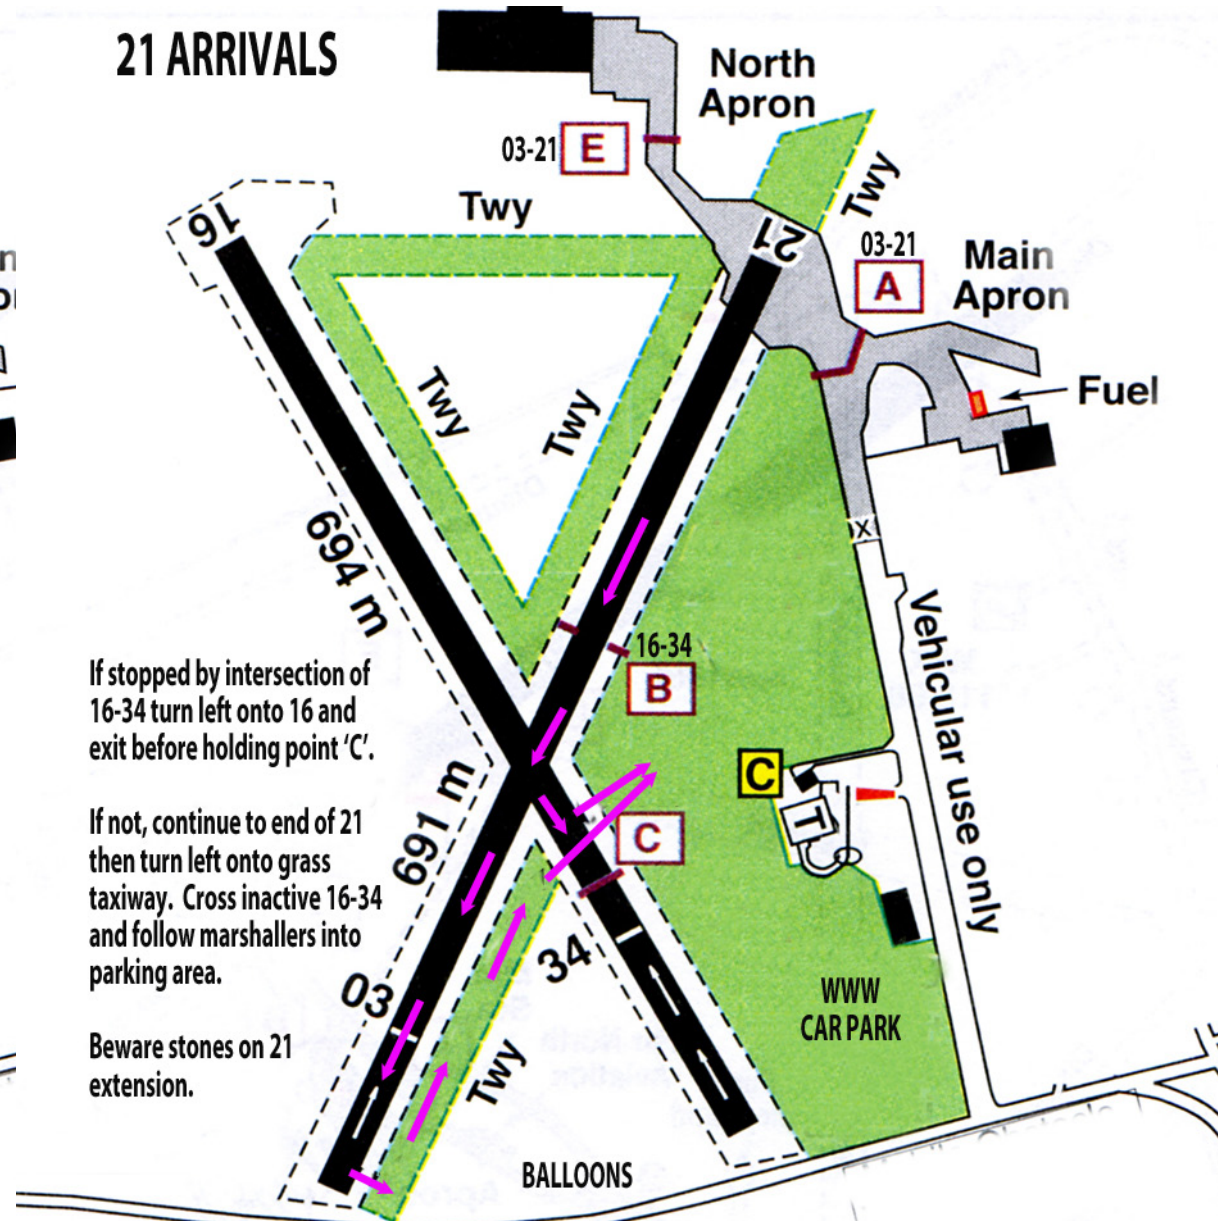 21 ARRIVALS
North
Apron
03-21
E
Twy
Twy
16
21
03-21
A
Main
Apron
Fuel
Twy
Twy
694 m
X
Vehicular use only
16-34
B
If stopped by intersection of
16-34 turn left onto 16 and
exit before holding point 'C'.
If not, continue to end of 21
then turn left onto grass
taxiway. Cross inactive 16-34
and follow marshallers into
parking area.
Beware stones on 21
extension.
691 m
C
T
C
03
34
WWW
CAR PARK
Twy
BALLOONS